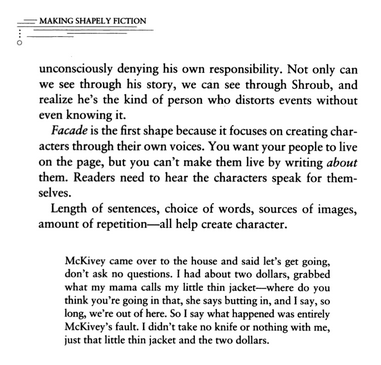 MAKING SHAPELY FICTION
unconsciously denying his own responsibility. Not only can
we see through his story, we can see through Shroub, and
realize he's the kind of person who distorts events without
even knowing it.
Facade is the first shape because it focuses on creating char-
acters through their own voices. You want your people to live
on the page, but you can't make them live by writing about
them. Readers need to hear the characters speak for them-
selves.
Length of sentences, choice of words, sources of images,
amount of repetition—all help create character.
McKivey came over to the house and said let's get going,
don't ask no questions. I had about two dollars, grabbed
what my mama calls my little thin jacket—where do you
think you're going in that, she says butting in, and I say, so
long, we're out of here. So I say what happened was entirely
McKivey's fault. I didn't take no knife or nothing with me,
just that little thin jacket and the two dollars.